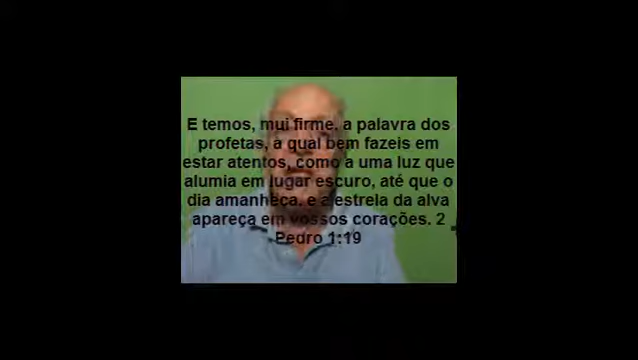 E temos, mui firme, a palavra dos
profetas, à qual bem fazeis em
estar atentos, como a uma luz que
alumia em lugar escuro, até que o
dia amanheça, e a estrela da alva
apareça em vossos corações. 2
Pedro 1:19